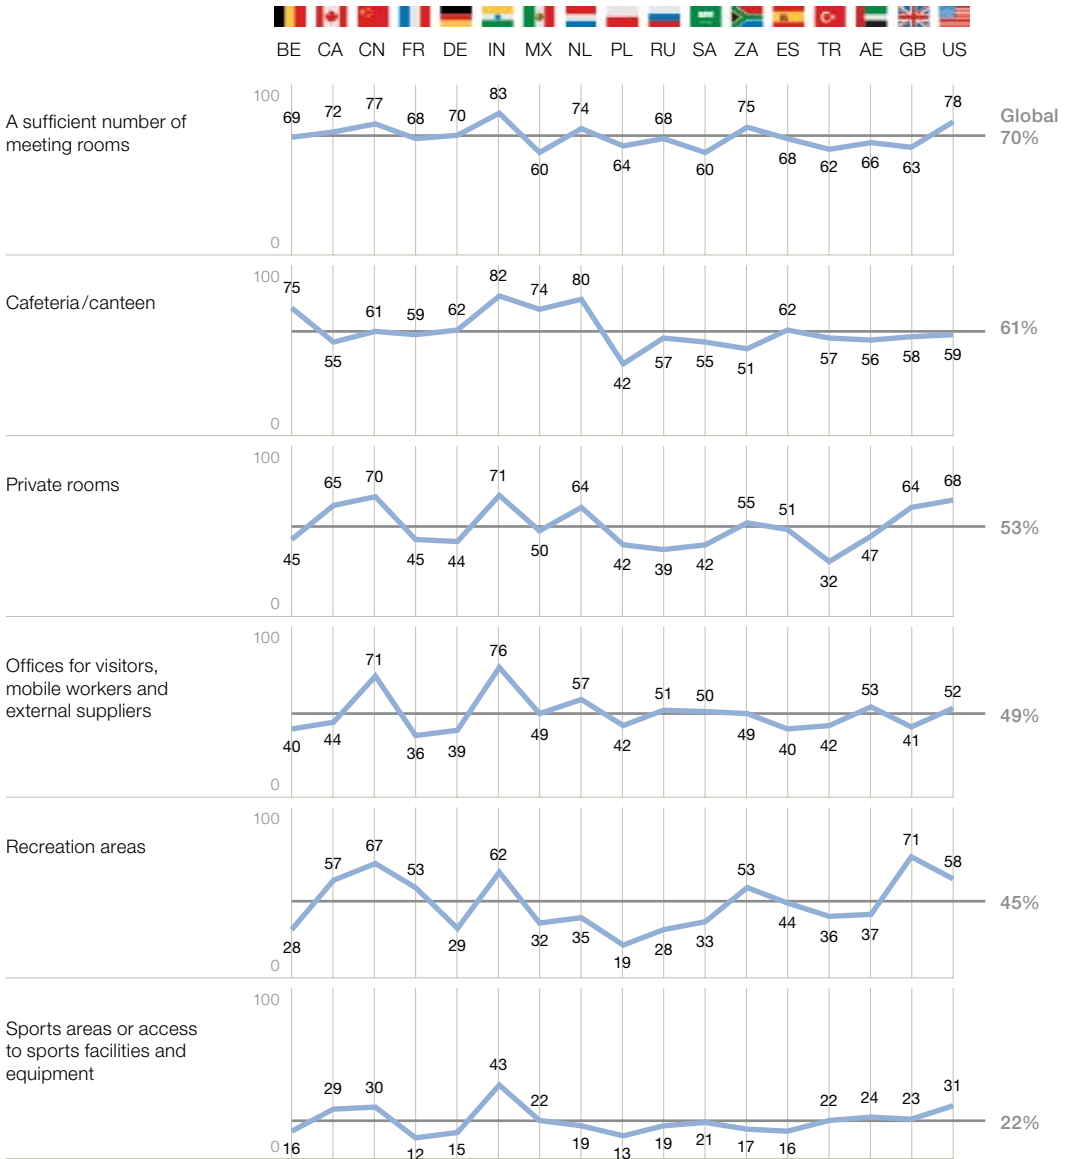 BE CA CN FR DE IN MX NL PL RU SA ZA ES TR AE GB US
A sufficient number of
meeting rooms
100
0
69 72 77 68 70 83 60 74 64 68 60 75 68 62 66 63 78
Global
70%
Cafeteria/canteen
100
0
75 55 61 59 62 82 74 80 42 57 55 51 62 57 56 58 59
61%
Private rooms
100
0
45 65 70 45 44 71 50 64 42 39 42 55 51 32 47 64 68
53%
Offices for visitors,
mobile workers and
external suppliers
100
0
40 44 71 36 39 76 49 57 42 51 50 49 40 42 53 41 52
49%
Recreation areas
100
0
28 57 67 53 29 62 32 35 19 28 33 53 44 36 37 71 58
45%
Sports areas or access
to sports facilities and
equipment
100
0
16 29 30 12 15 43 22 19 13 19 21 17 16 22 24 23 31
22%